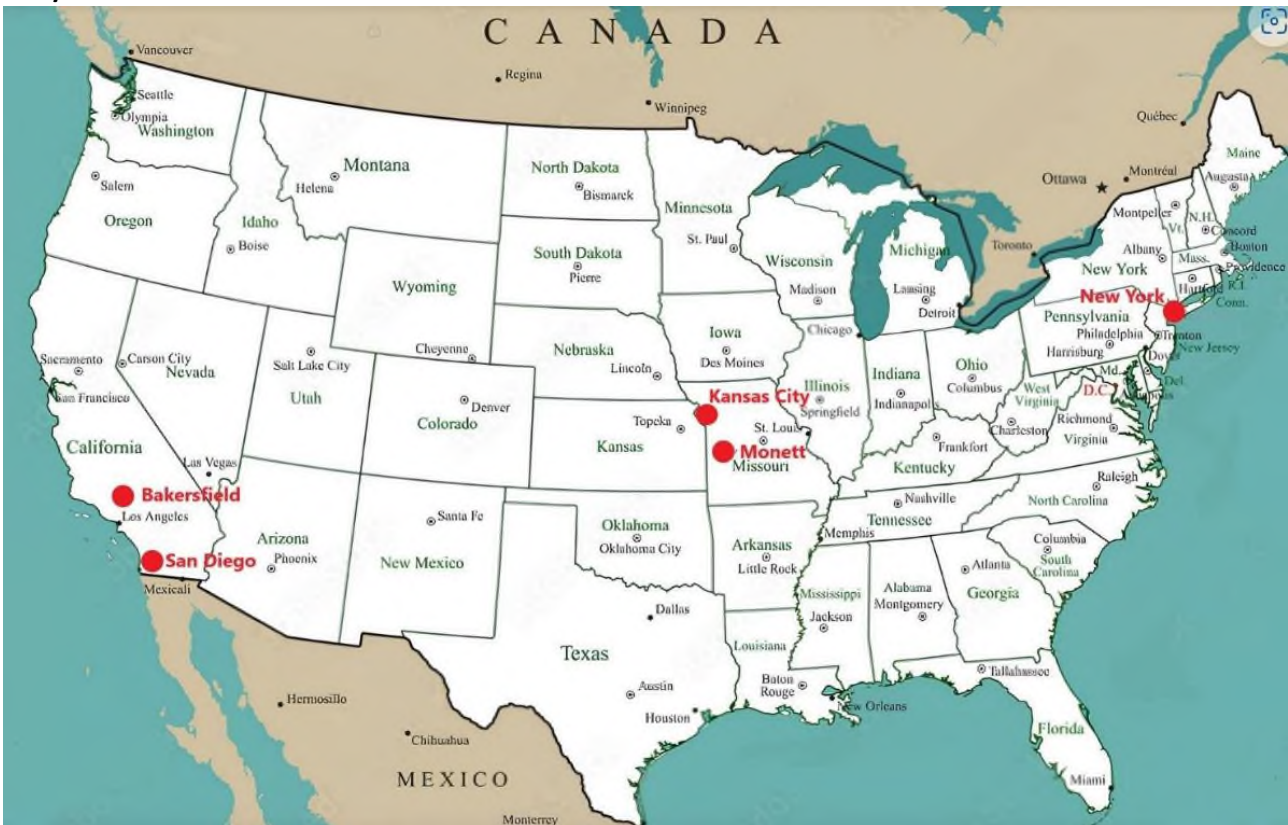 CANADA
Vancouver
Regina
Winnipeg
Québec
Seattle
Olympia
Washington
Montana
Helena
North Dakota
Bismarck
Minnesota
St. Paul
Ottawa
Montréal
Maine
Augusta
Salem
Oregon
Idaho
Boise
South Dakota
Pierre
Wisconsin
Madison
Michigan
Lansing
Detroit
Toronto
Montpelier
Vt.
N.H.
Concord
Albany
Boston
Mass.
Providence
New York
Hartford
R.I.
Conn.
Wyoming
Cheyenne
Nebraska
Lincoln
Iowa
Des Moines
Chicago
New York
Pennsylvania
Philadelphia
Harrisburg
Trenton
New Jersey
Dover
Md.
Del.
D.C.
Sacramento
San Francisco
Carson City
Nevada
Salt Lake City
Utah
Colorado
Denver
Topeka
Kansas
Kansas City
St. Louis
Monett
Missouri
Illinois
Springfield
Indiana
Indianapolis
Ohio
Columbus
West
Virginia
Charleston
Richmond
Virginia
Frankfort
Kentucky
California
Las Vegas
Bakersfield
Los Angeles
San Diego
Mexicali
Arizona
Phoenix
Santa Fe
New Mexico
Oklahoma
Oklahoma City
Arkansas
Little Rock
Memphis
Nashville
Tennessee
Raleigh
North Carolina
Columbia
South
Carolina
Atlanta
Georgia
Alabama
Montgomery
Mississippi
Jackson
Dallas
Texas
Austin
Houston
Louisiana
Baton
Rouge
New Orleans
Tallahassee
Florida
Miami
Hermosillo
Chihuahua
MEXICO
Monterrey